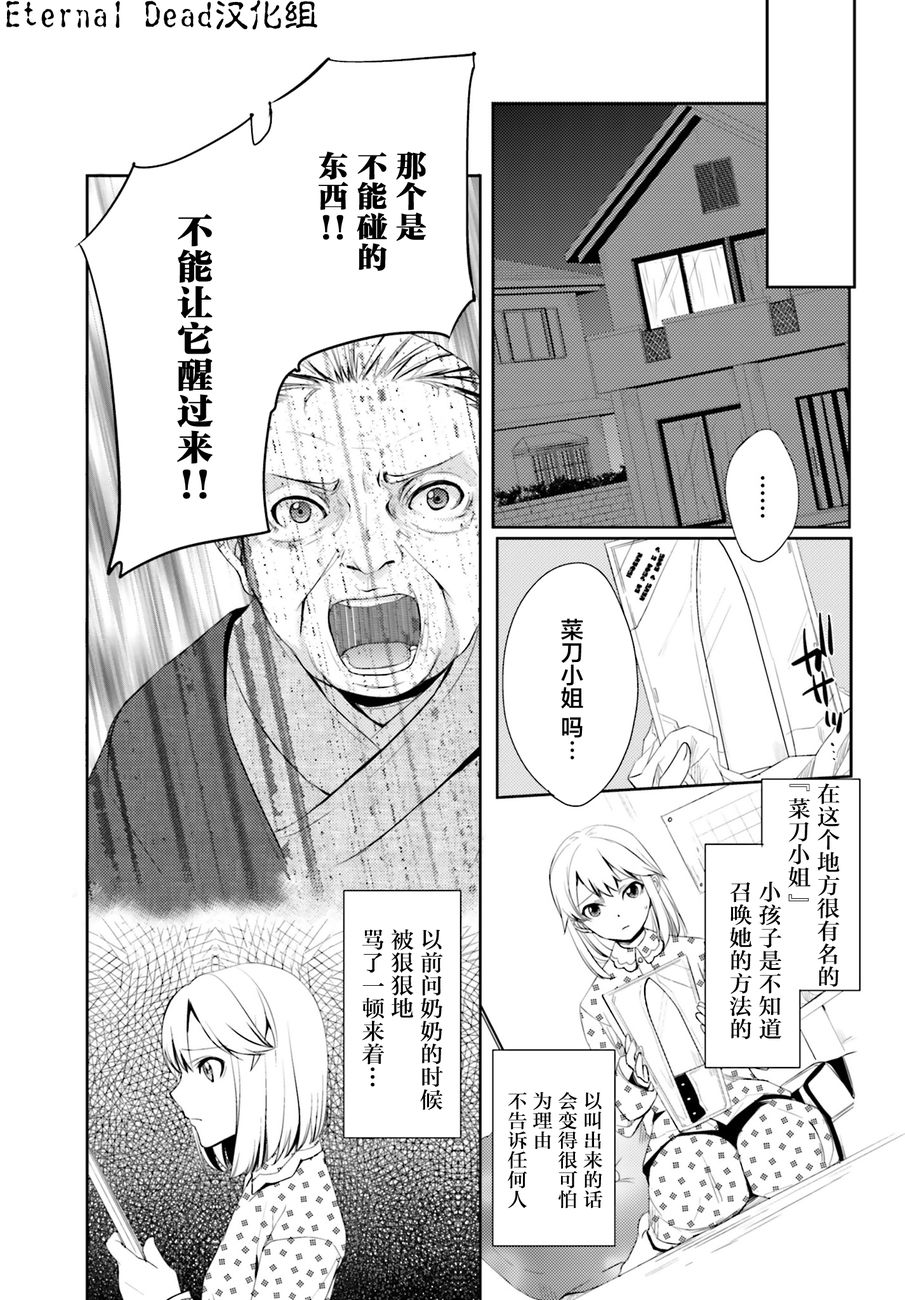 Eternal Dead汉化组
……
菜刀小姐
吗…
在这个地方很有名的
『菜刀小姐』
小孩子是不知道
召唤她的方法的
以叫出来的话
会变得很可怕
为理由
不告诉任何人
那个是
不能碰的
东西!!
不能让它醒过来!!
以前问奶奶的时候
被狠狠地
骂了一顿来着…